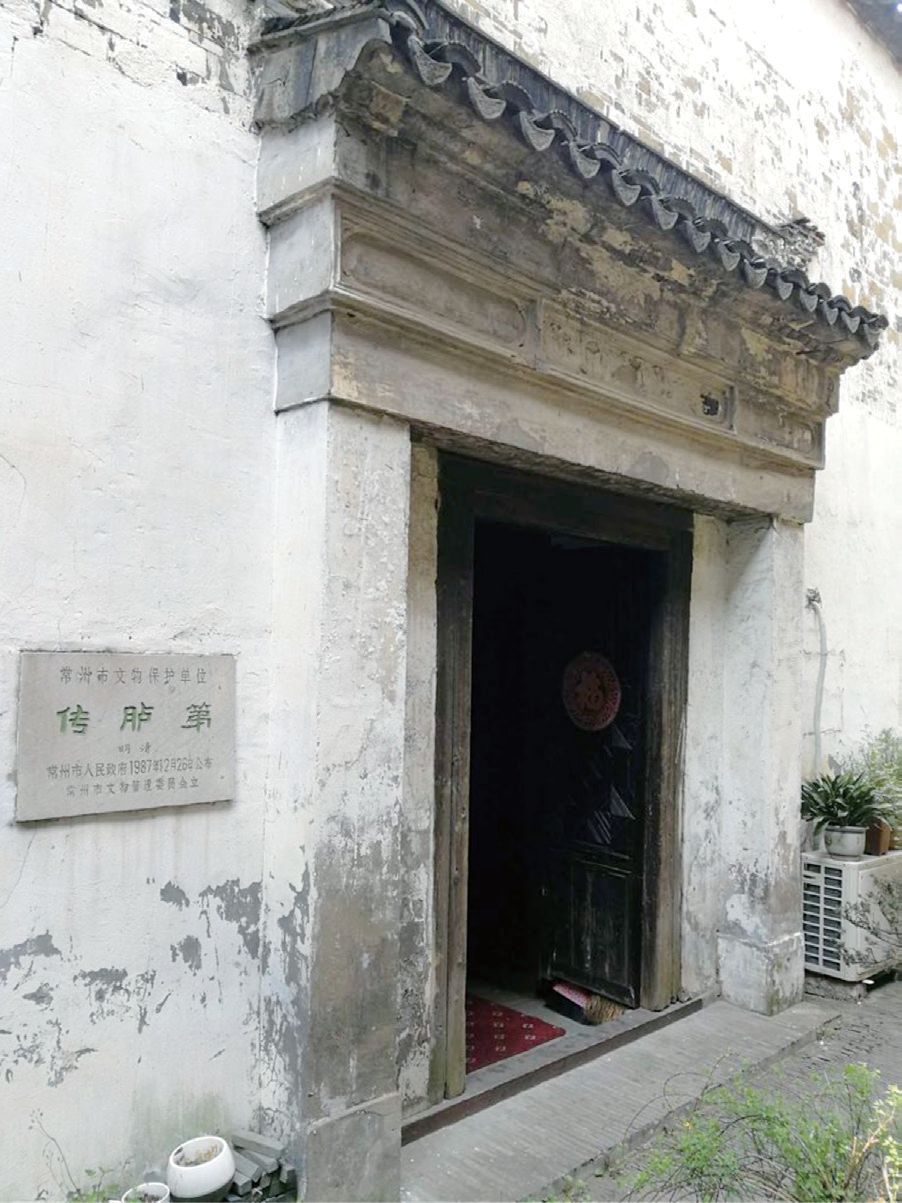 常州市文物保护单位
传胪第
明 清
常州市人民政府1987年12月26日公布
常州市文物管理委员会立
福